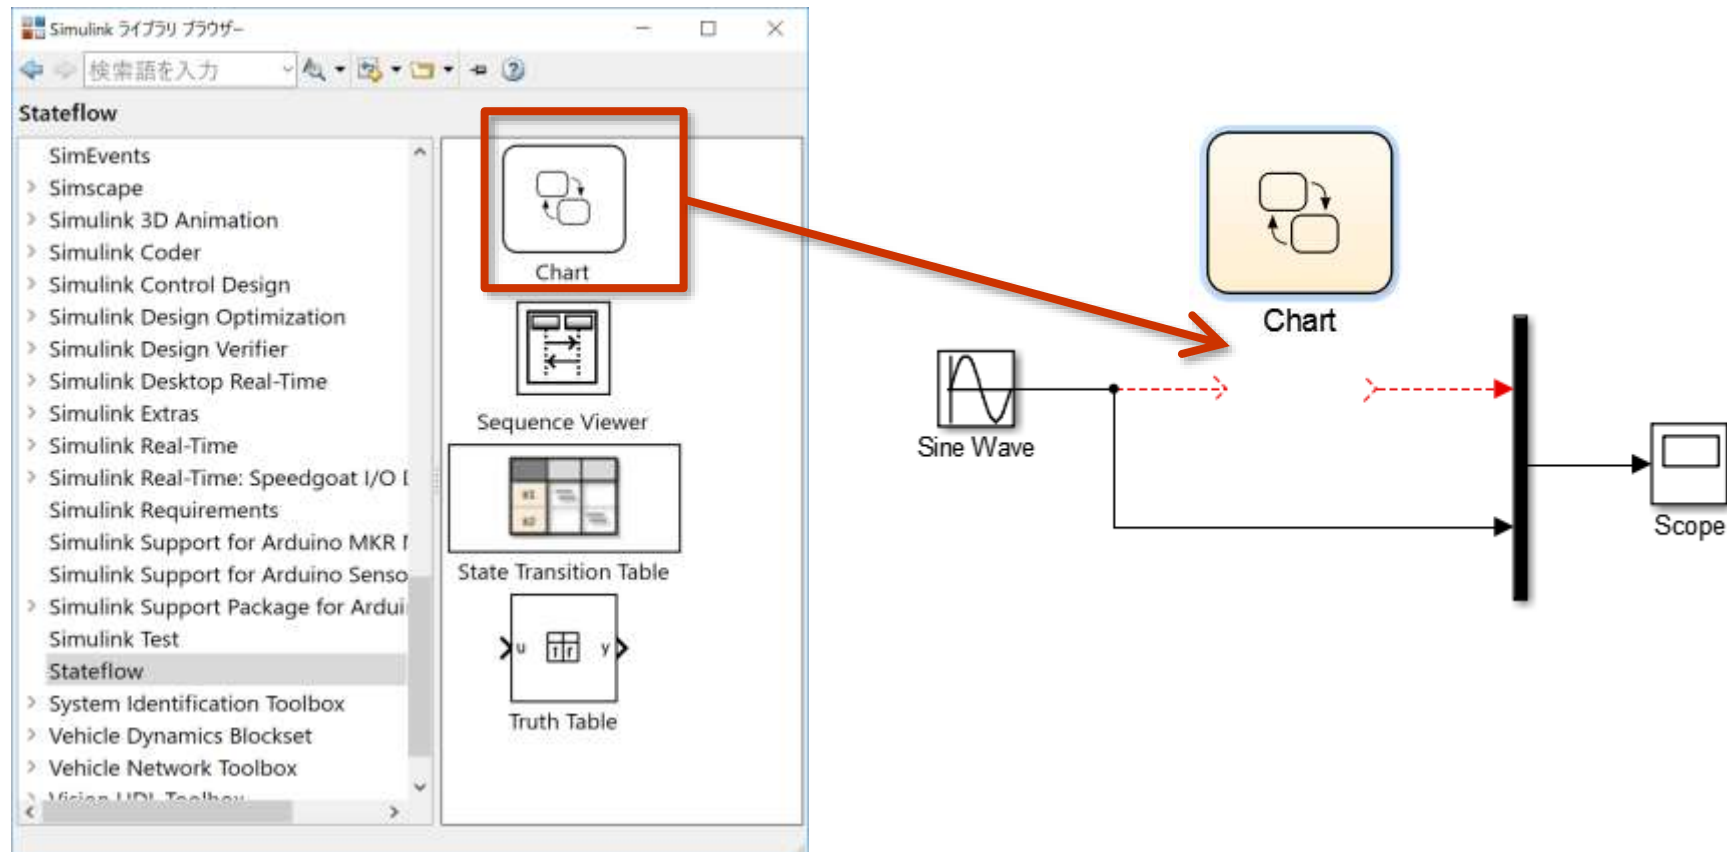 Simulink ライブラリ ブラウザー
検索語を入力
Stateflow
SimEvents
Simscape
Simulink 3D Animation
Simulink Coder
Simulink Control Design
Simulink Design Optimization
Simulink Design Verifier
Simulink Desktop Real-Time
Simulink Extras
Simulink Real-Time
Simulink Real-Time: Speedgoat I/O
Simulink Requirements
Simulink Support for Arduino MKR
Simulink Support for Arduino Senso
Simulink Support Package for Ardui
Simulink Test
Stateflow
System Identification Toolbox
Vehicle Dynamics Blockset
Vehicle Network Toolbox
Vision HDL Toolbox
Chart
Sequence Viewer
State Transition Table
u
y
Truth Table
Chart
Sine Wave
Scope